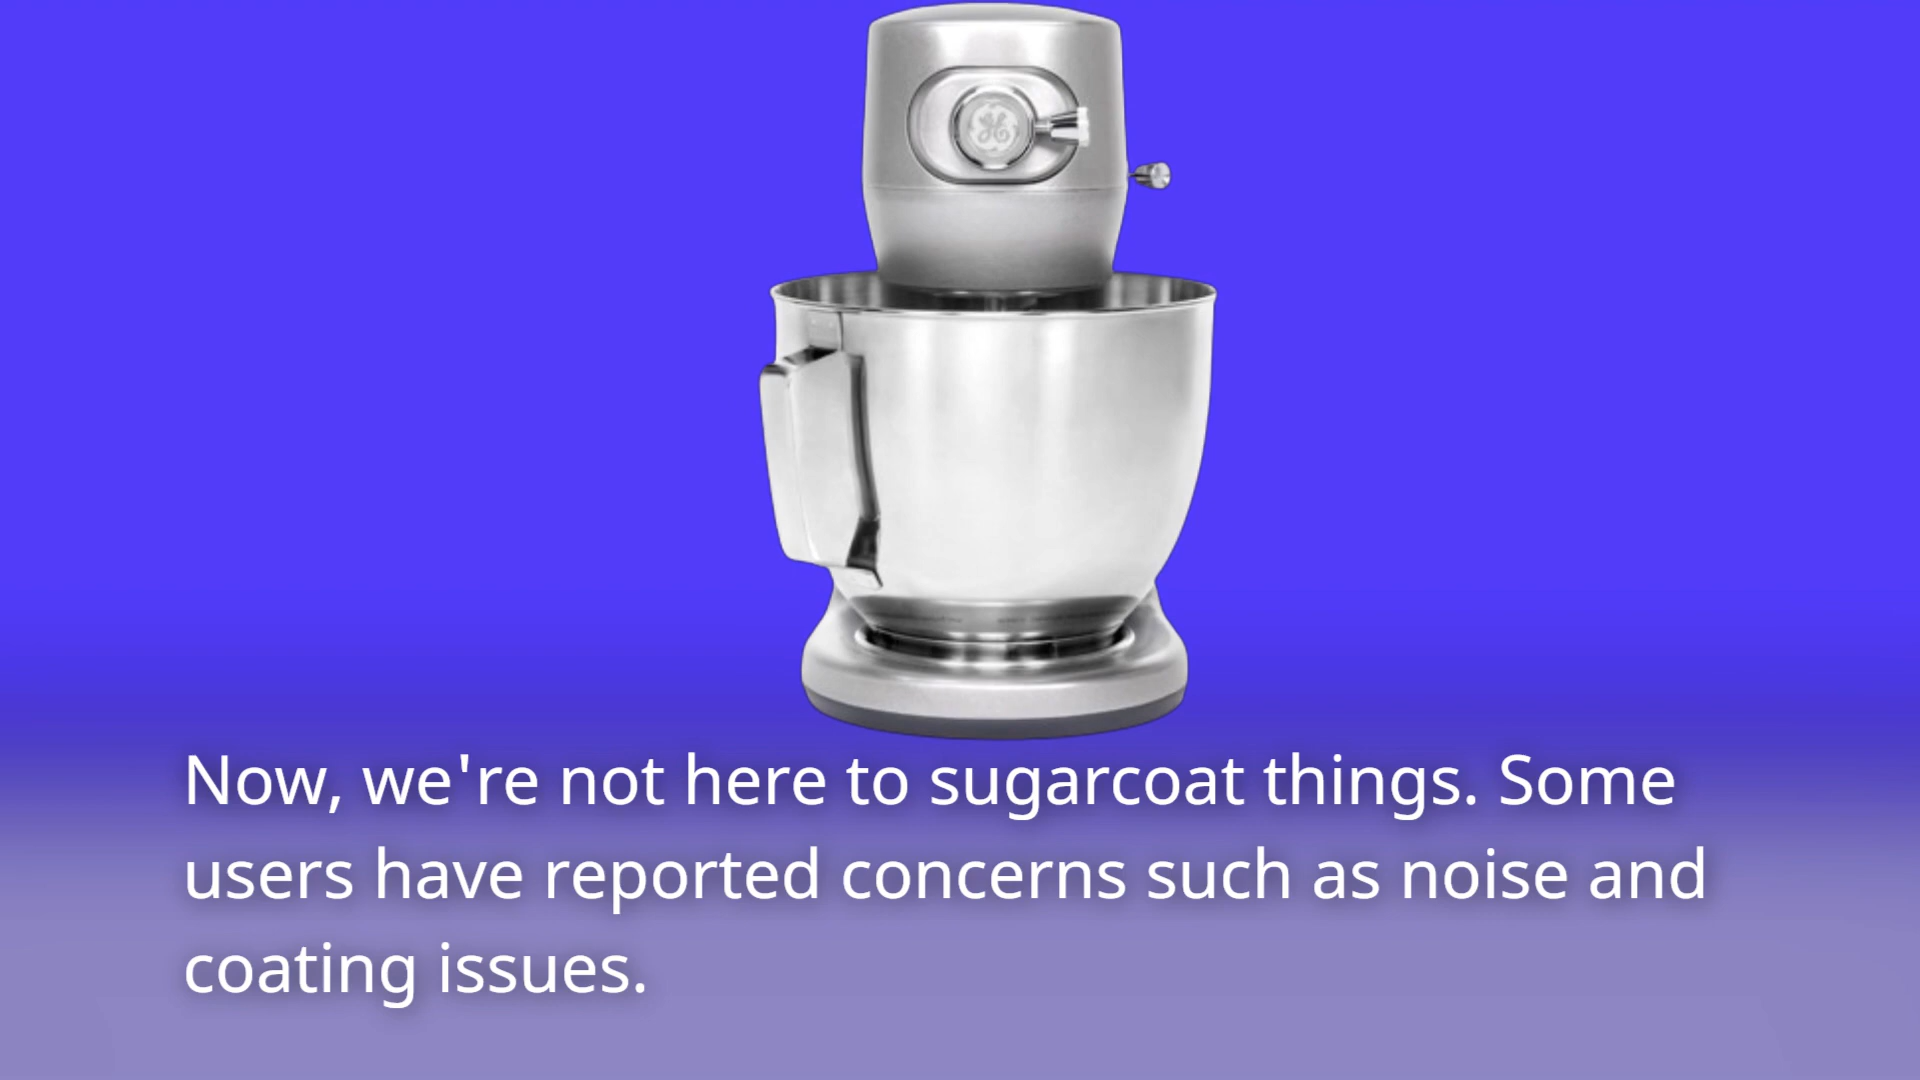 Now, we're not here to sugarcoat things. Some
users have reported concerns such as noise and
coating issues.